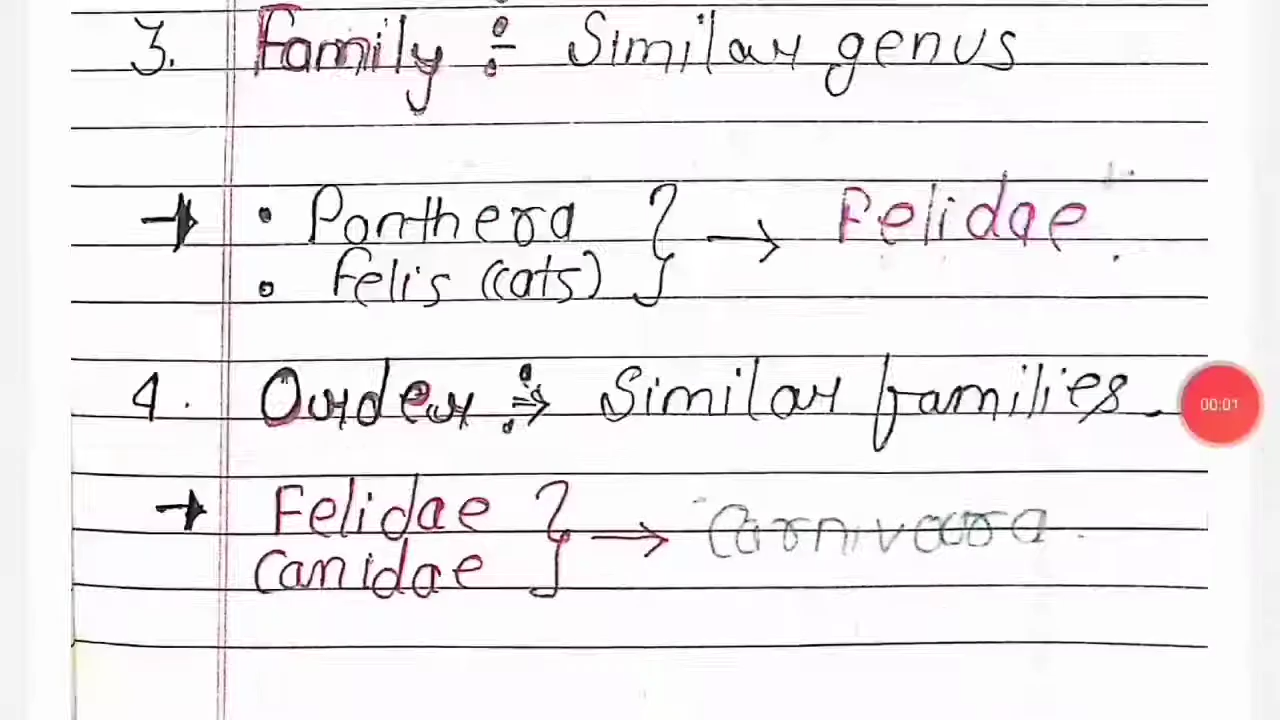 3. Family ÷ Similar genus
→ • Panthera } → Felidae.
• Felis (cats)
4. Order ÷→ Similar families.
00:01
→ Felidae } → Carnivora.
Canidae